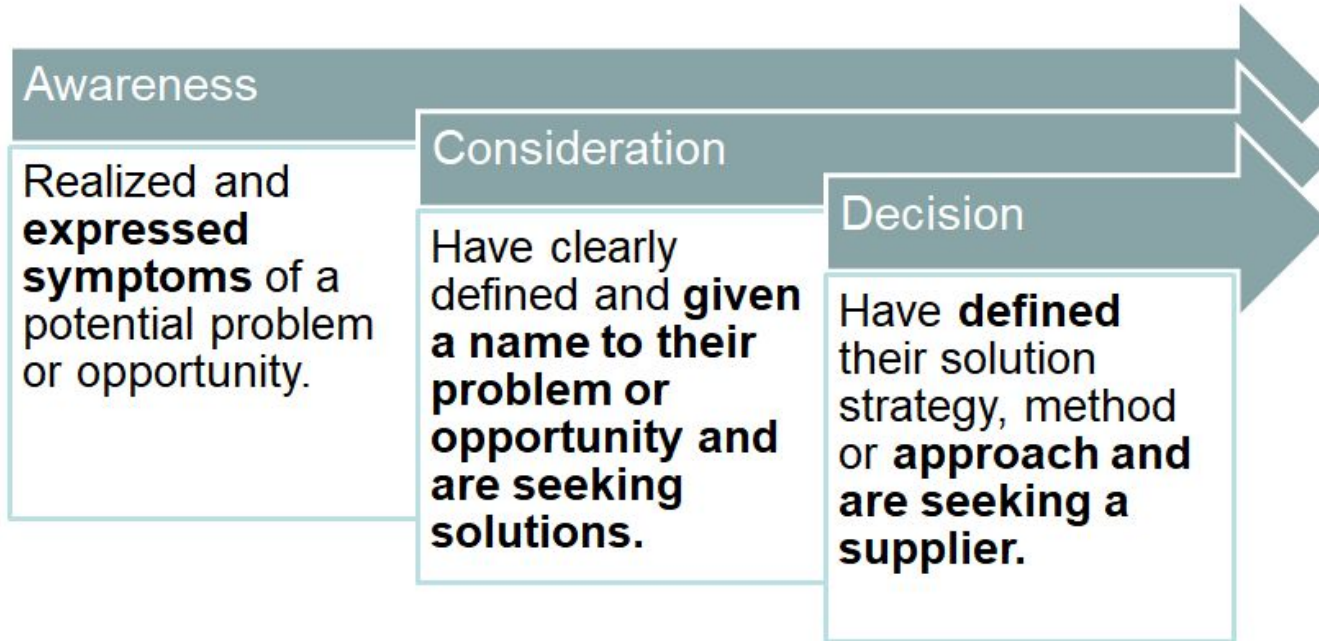 Awareness
Realized and
expressed
symptoms of a
potential problem
or opportunity.
Consideration
Have clearly
defined and given
a name to their
problem or
opportunity and
are seeking
solutions.
Decision
Have defined
their solution
strategy, method
or approach and
are seeking a
supplier.